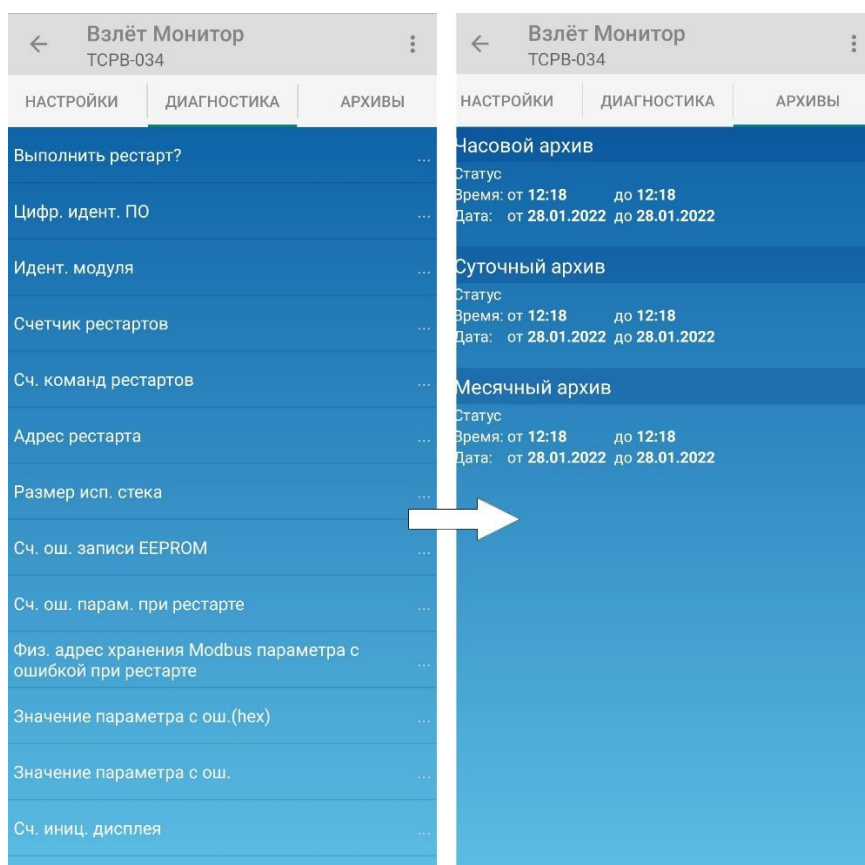 Взлёт Монитор
ТСРВ-034
НАСТРОЙКИ
ДИАГНОСТИКА
АРХИВЫ
Выполнить рестарт?
...
Цифр. идент. ПО
...
Идент. модуля
...
Счетчик рестартов
...
Сч. команд рестартов
...
Адрес рестарта
...
Размер исп. стека
...
Сч. ош. записи EEPROM
...
Сч. ош. парам. при рестарте
...
Физ. адрес хранения Modbus параметра с
ошибкой при рестарте
...
Значение параметра с ош.(hex)
...
Значение параметра с ош.
...
Сч. иниц. дисплея
...
Взлёт Монитор
ТСРВ-034
НАСТРОЙКИ
ДИАГНОСТИКА
АРХИВЫ
Часовой архив
Статус
Время: от 12:18 до 12:18
Дата: от 28.01.2022 до 28.01.2022
Суточный архив
Статус
Время: от 12:18 до 12:18
Дата: от 28.01.2022 до 28.01.2022
Месячный архив
Статус
Время: от 12:18 до 12:18
Дата: от 28.01.2022 до 28.01.2022